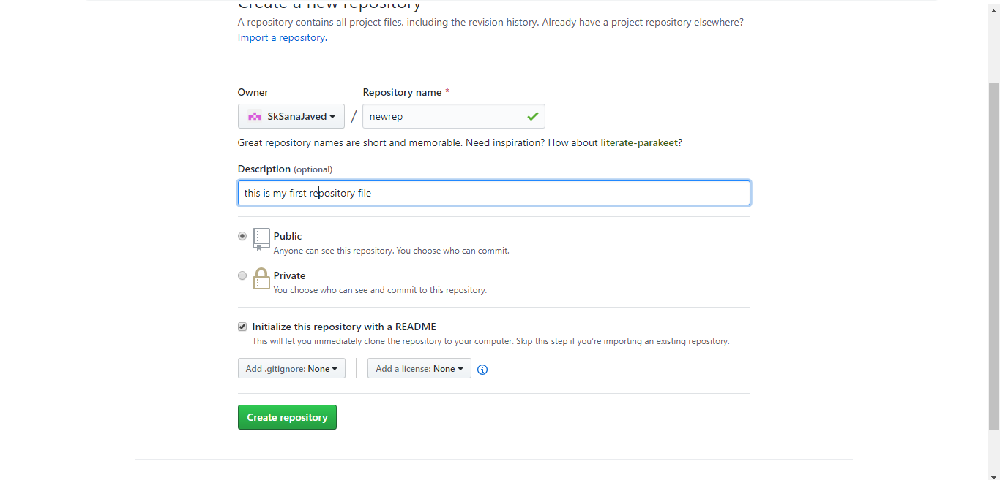 Create a new repository
A repository contains all project files, including the revision history. Already have a project repository elsewhere?
Import a repository.
Owner
Repository name *
SkSanaJaved
/
newrep
Great repository names are short and memorable. Need inspiration? How about literate-parakeet?
Description (optional)
this is my first repository file
Public
Anyone can see this repository. You choose who can commit.
Private
You choose who can see and commit to this repository.
Initialize this repository with a README
This will let you immediately clone the repository to your computer. Skip this step if you're importing an existing repository.
Add .gitignore: None
Add a license: None
Create repository